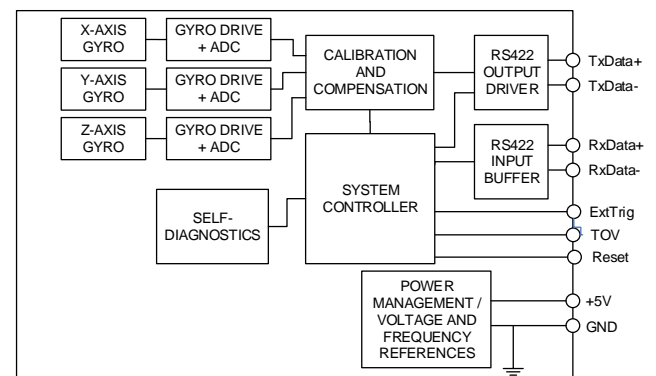 X-AXIS
GYRO
GYRO DRIVE
+ ADC
Y-AXIS
GYRO
GYRO DRIVE
+ ADC
Z-AXIS
GYRO
GYRO DRIVE
+ ADC
CALIBRATION
AND
COMPENSATION
RS422
OUTPUT
DRIVER
TxData+
TxData-
RS422
INPUT
BUFFER
RxData+
RxData-
SELF-
DIAGNOSTICS
SYSTEM
CONTROLLER
ExtTrig
TOV
Reset
POWER
MANAGEMENT /
VOLTAGE AND
FREQUENCY
REFERENCES
+5V
GND